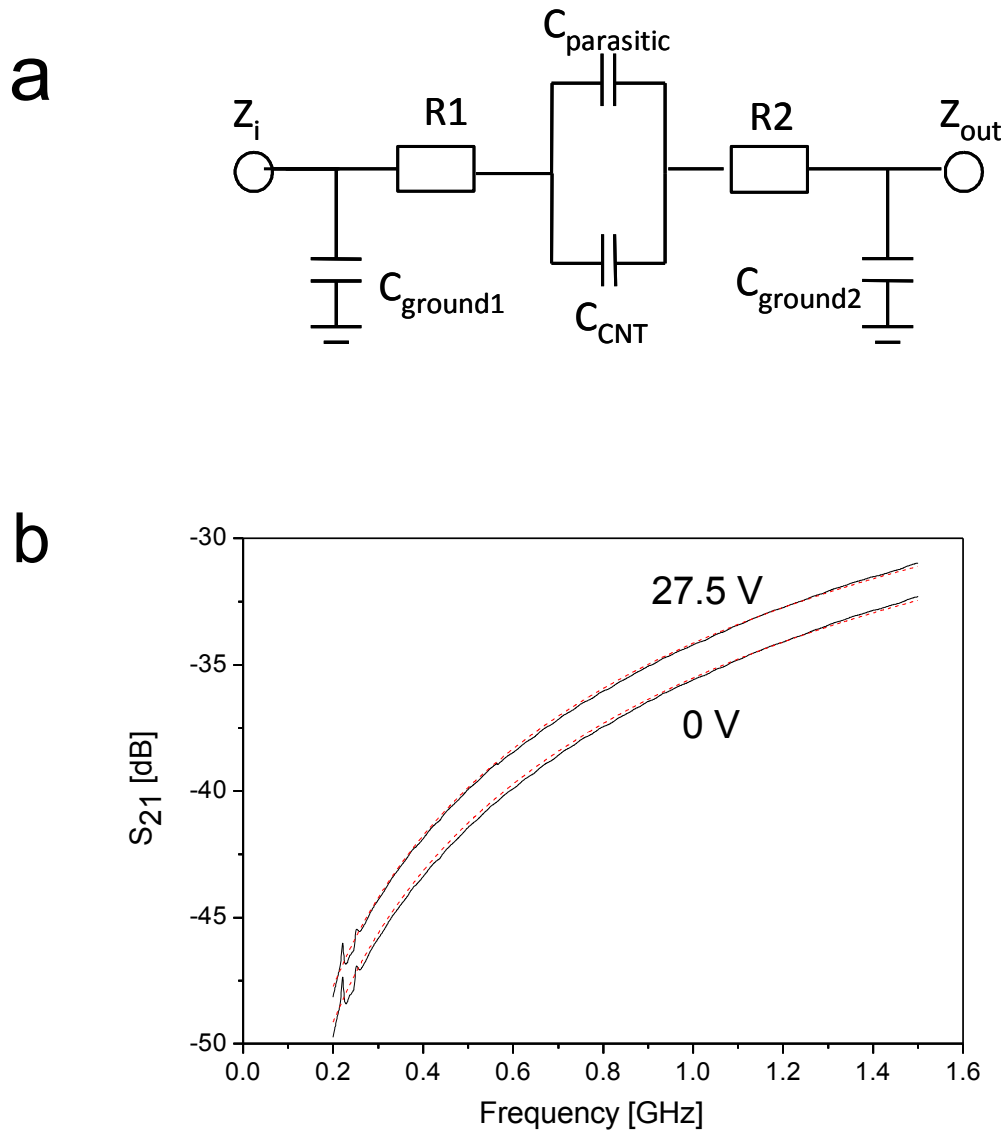 a
C_parasitic
Z_i
R1
R2
Z_out
C_ground1
C_CNT
C_ground2
b
-30
-35
-40
-45
-50
S_21 [dB]
27.5 V
0 V
0.0 0.2 0.4 0.6 0.8 1.0 1.2 1.4 1.6
Frequency [GHz]